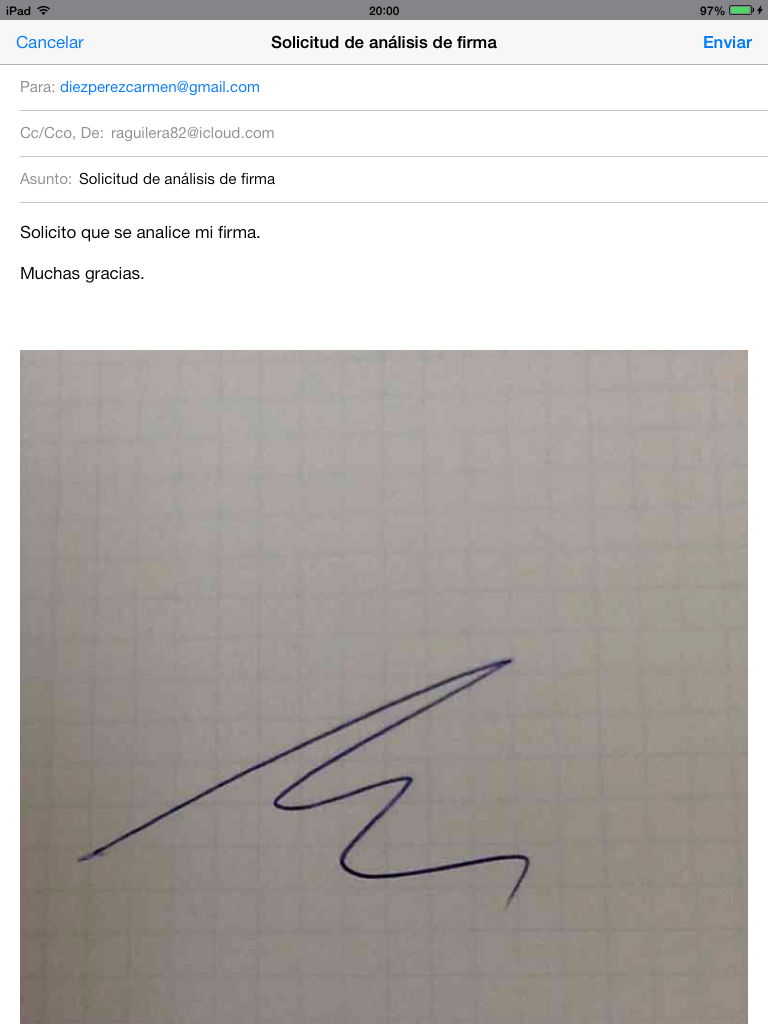 iPad 20:00 97%
Cancelar Solicitud de análisis de firma Enviar
Para: diezperezcarmen@gmail.com
Cc/Cco, De: raguilera82@icloud.com
Asunto: Solicitud de análisis de firma
Solicito que se analice mi firma.
Muchas gracias.